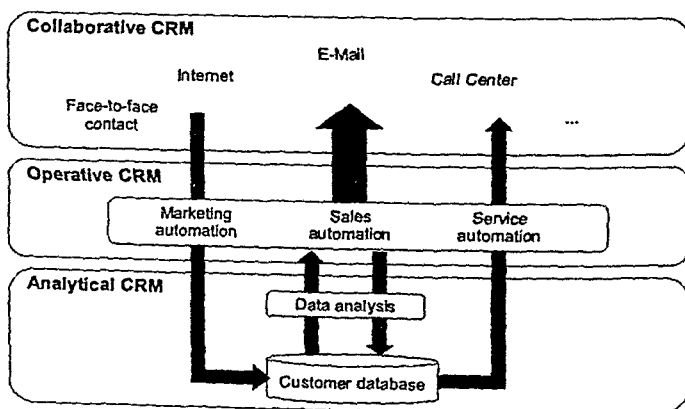 Collaborative CRM
E-Mail
Internet
Call Center
Face-to-face
contact
...
Operative CRM
Marketing
automation
Sales
automation
Service
automation
Analytical CRM
Data analysis
Customer database